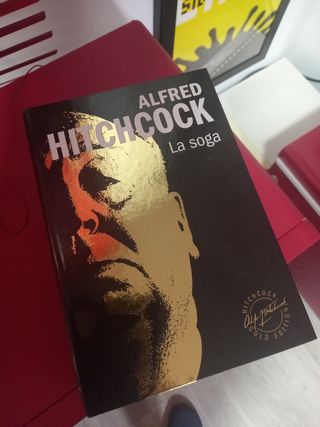 ALFRED
HITCHCOCK
La soga
HITCHCOCK
GOLD EDITION